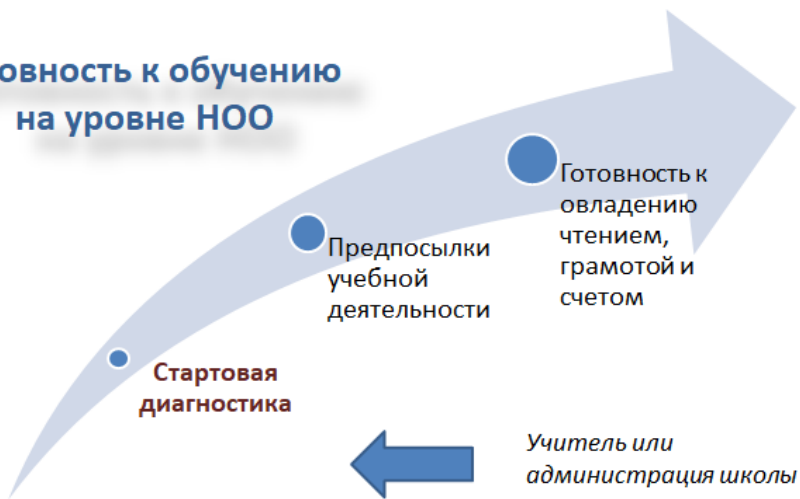 овность к обучению
на уровне НОО
Готовность к
овладению
чтением,
грамотой и
счетом
Предпосылки
учебной
деятельности
Стартовая
диагностика
Учитель или
администрация школы